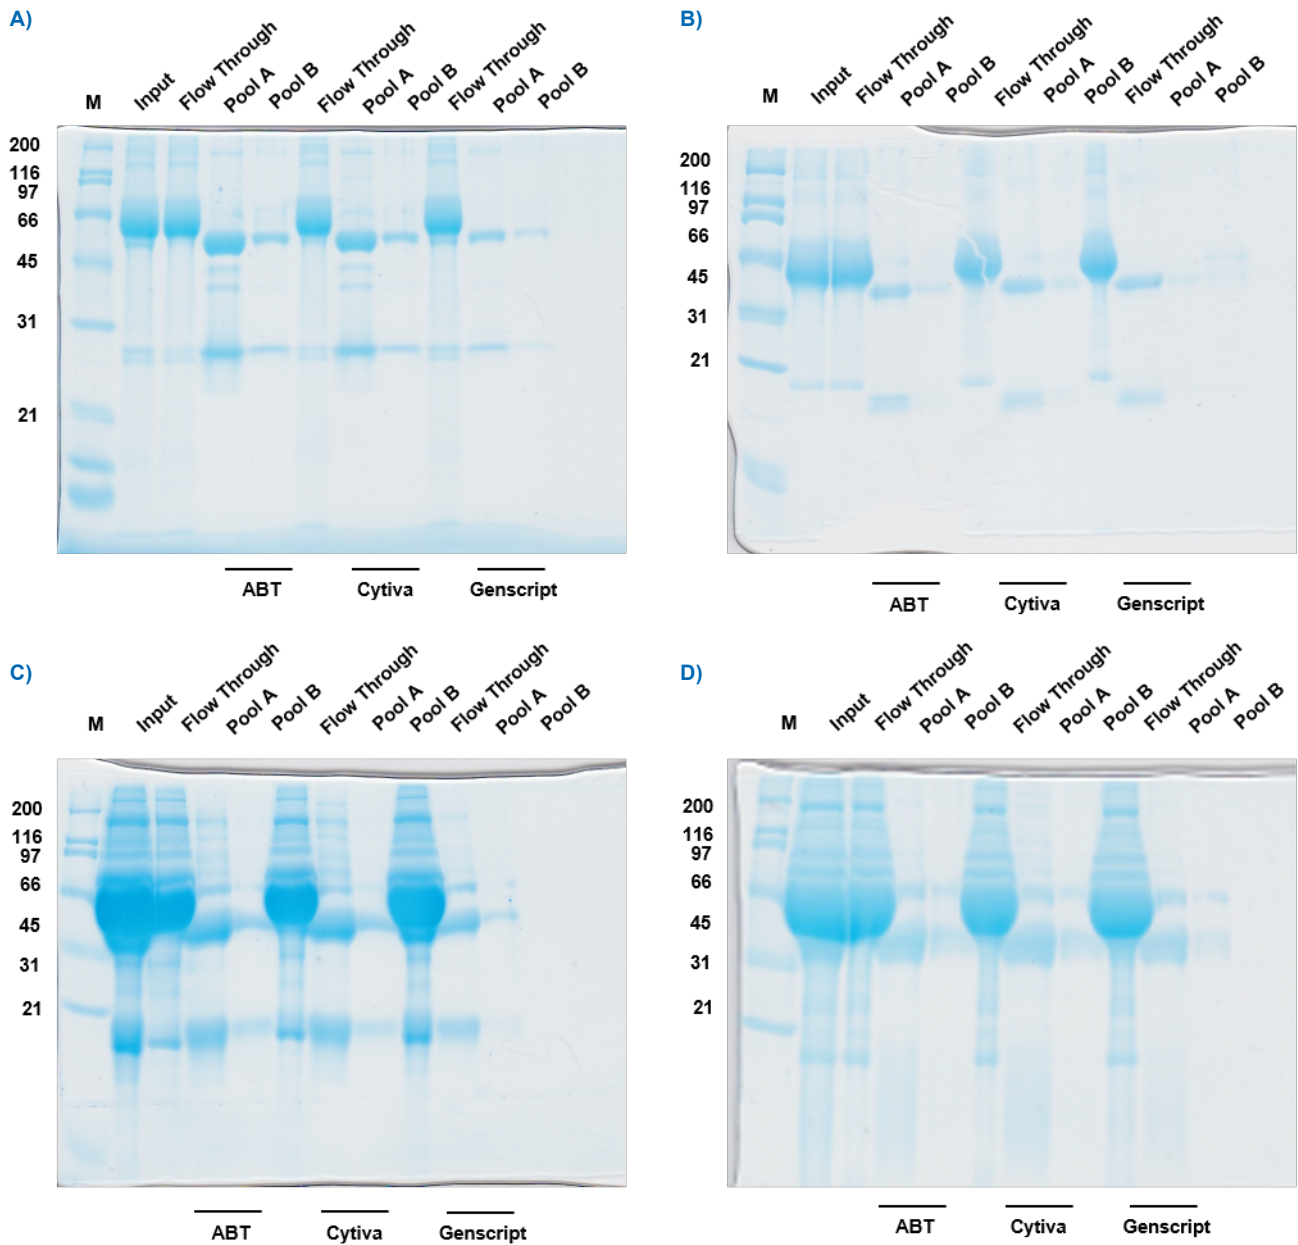 A)
M Input Flow Through Pool A Pool B Flow Through Pool A Pool B Flow Through Pool A Pool B
200
116
97
66
45
31
21
ABT Cytiva Genscript
B)
M Input Flow Through Pool A Pool B Flow Through Pool A Pool B Flow Through Pool A Pool B
200
116
97
66
45
31
21
ABT Cytiva Genscript
C)
M Input Flow Through Pool A Pool B Flow Through Pool A Pool B Flow Through Pool A Pool B
200
116
97
66
45
31
21
ABT Cytiva Genscript
D)
M Input Flow Through Pool A Pool B Flow Through Pool A Pool B Flow Through Pool A Pool B
200
116
97
66
45
31
21
ABT Cytiva Genscript